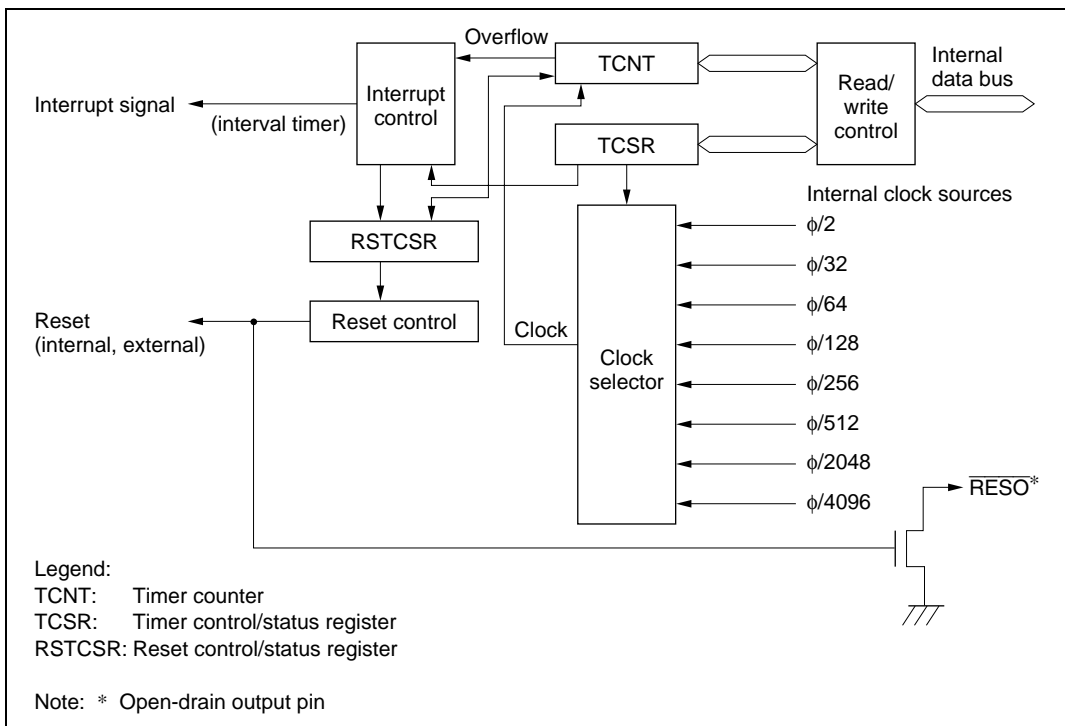 Overflow
TCNT
Read/
write
control
Internal
data bus
Interrupt signal
(interval timer)
Interrupt
control
TCSR
RSTCSR
Reset control
Reset
(internal, external)
Clock
Clock
selector
Internal clock sources
ϕ/2
ϕ/32
ϕ/64
ϕ/128
ϕ/256
ϕ/512
ϕ/2048
ϕ/4096
RESO*
Legend:
TCNT: Timer counter
TCSR: Timer control/status register
RSTCSR: Reset control/status register
Note: * Open-drain output pin